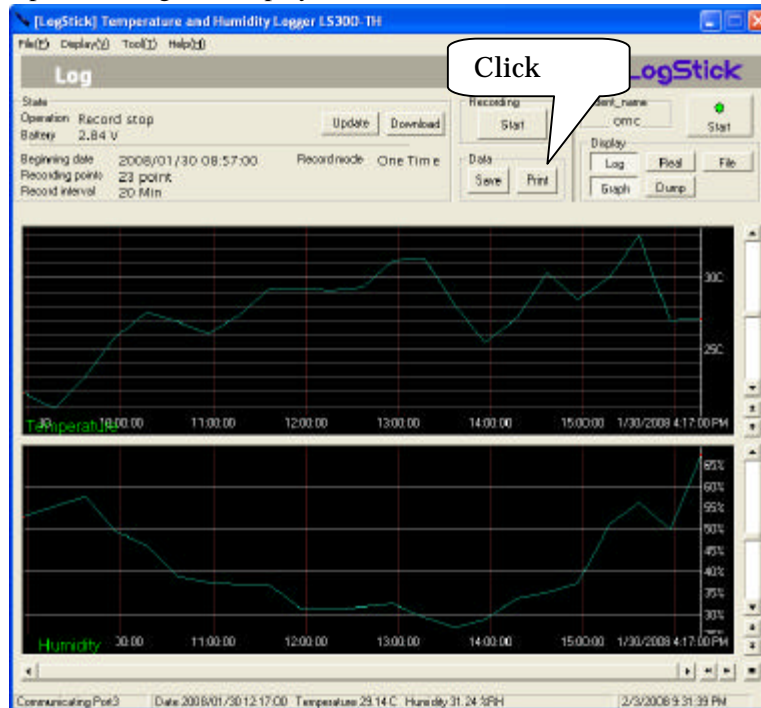 [LogStick] Temperature and Humidity Logger LS300-TH
File(F) Display(V) Tool(T) Help(H)
Log
Click
LogStick
State
Operation Record stop
Battery 2.84 V
Update Download
Beginning date 2008/01/30 08:57:00
Recording points 23 point
Record interval 20 Min
Record mode One Time
Recording
Start
Data
Save Print
omc
Start
Display
Log Real File
Graph Dump
30C
25C
Temperature
10:00:00 11:00:00 12:00:00 13:00:00 14:00:00 15:00:00 1/30/2008 4:17:00 PM
65%
60%
55%
50%
45%
40%
35%
30%
Humidity
11:00:00 12:00:00 13:00:00 14:00:00 15:00:00 1/30/2008 4:17:00 PM
Communicating Port3 Date 2008/01/30 12:17:00 Temperature 29.14 C Humidity 31.24 %RH 2/3/2008 9:31:39 PM